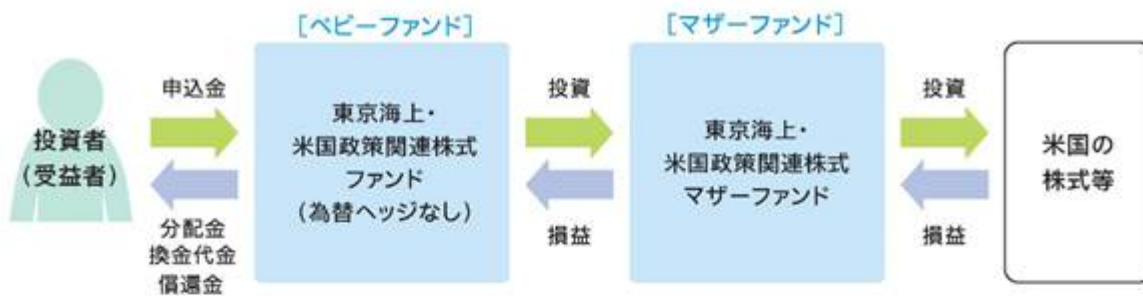 ［ベビーファンド］
［マザーファンド］
申込金
投資者
（受益者）
分配金
換金代金
償還金
東京海上・
米国政策関連株式
ファンド
（為替ヘッジなし）
投資
損益
東京海上・
米国政策関連株式
マザーファンド
投資
損益
米国の
株式等